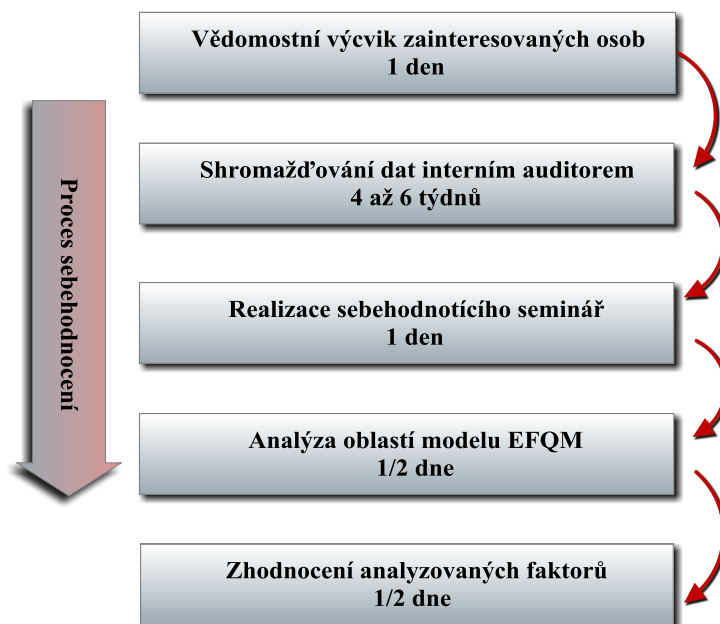 Vědomostní výcvik zainteresovaných osob
1 den
Shromažďování dat interním auditorem
4 až 6 týdnů
Realizace sebehodnotícího seminář
1 den
Analýza oblastí modelu EFQM
1/2 dne
Zhodnocení analyzovaných faktorů
1/2 dne
Proces sebehodnocení